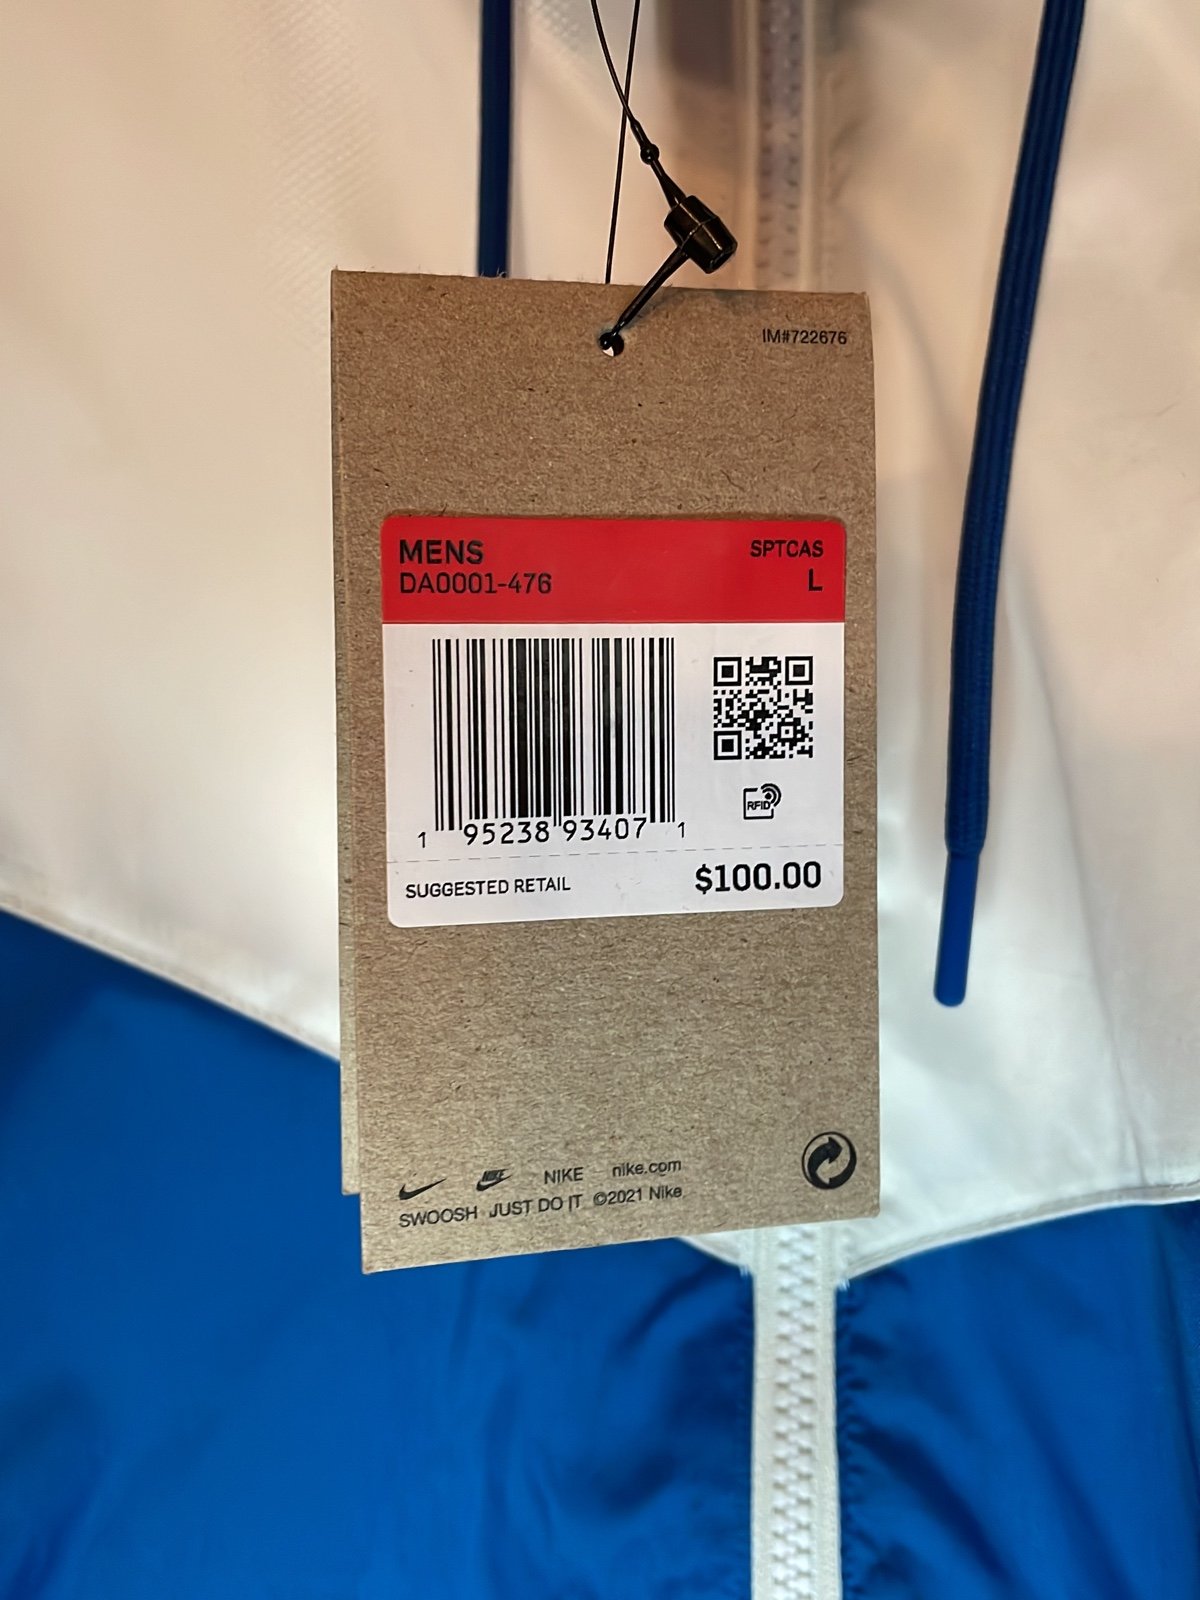 IM#722676
MENS SPTCAS
DA0001-476 L
RFID
1 95238 93407 1
SUGGESTED RETAIL $100.00
NIKE NIKE nike.com
SWOOSH JUST DO IT ©2021 Nike